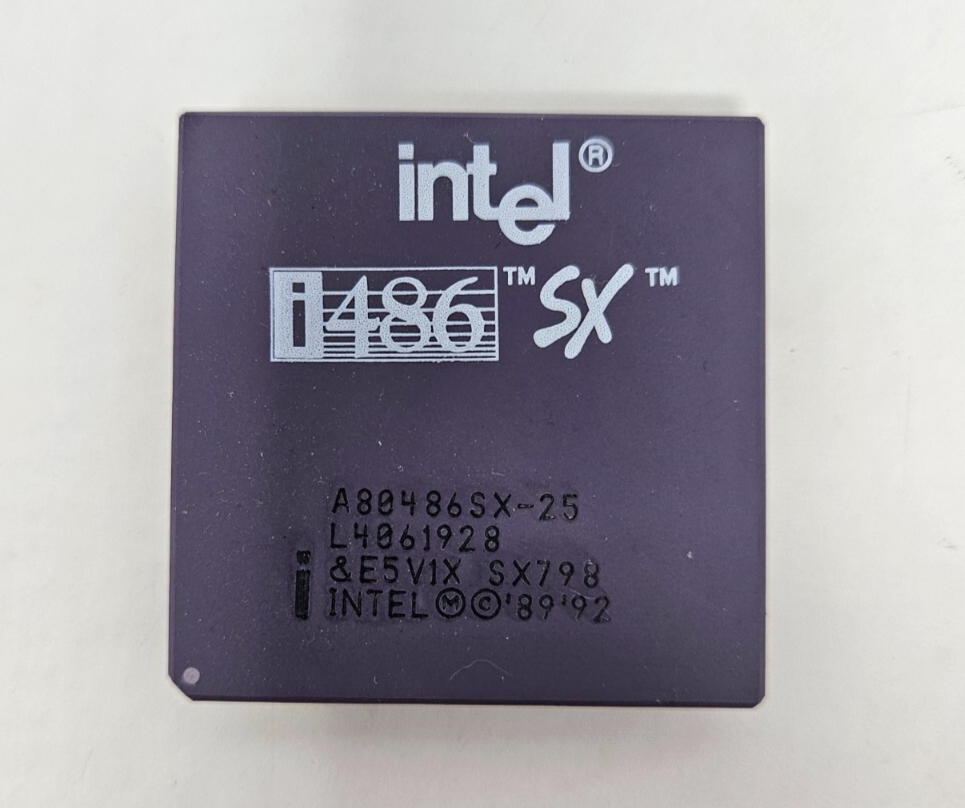 intel®
i486™ SX™
A80486SX-25
L4061928
&E5V1X SX798
i INTEL Ⓜ©'89'92